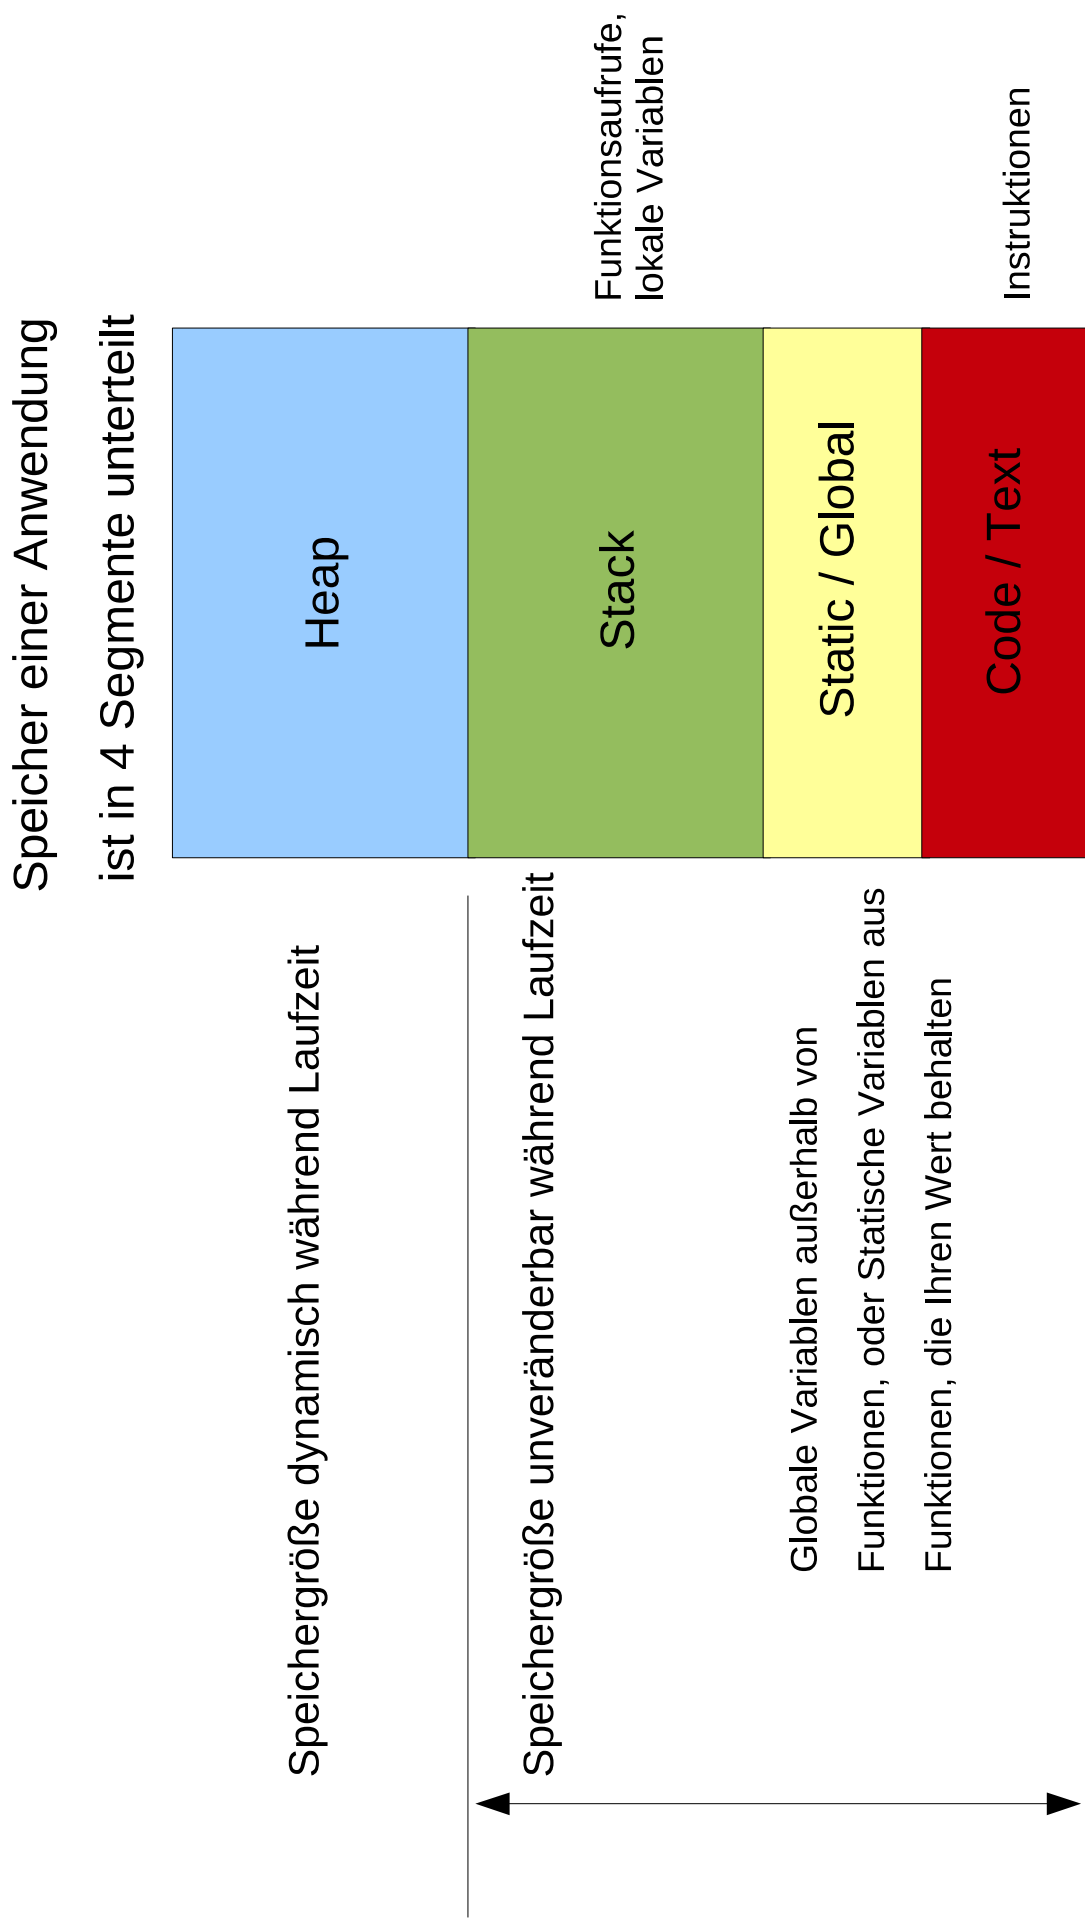 Speicher einer Anwendung
ist in 4 Segmente unterteilt
Speichergröße dynamisch während Laufzeit
Heap
Speichergröße unveränderbar während Laufzeit
Stack
Funktionsaufrufe,
lokale Variablen
Globale Variablen außerhalb von
Funktionen, oder Statische Variablen aus
Funktionen, die Ihren Wert behalten
Static / Global
Code / Text
Instruktionen